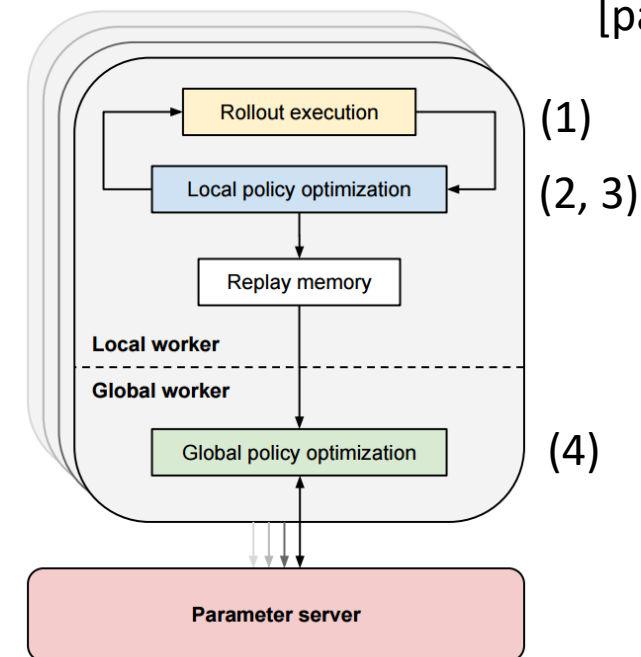 [pa
Rollout execution
(1)
Local policy optimization
(2, 3)
Replay memory
Local worker
Global worker
Global policy optimization
(4)
Parameter server